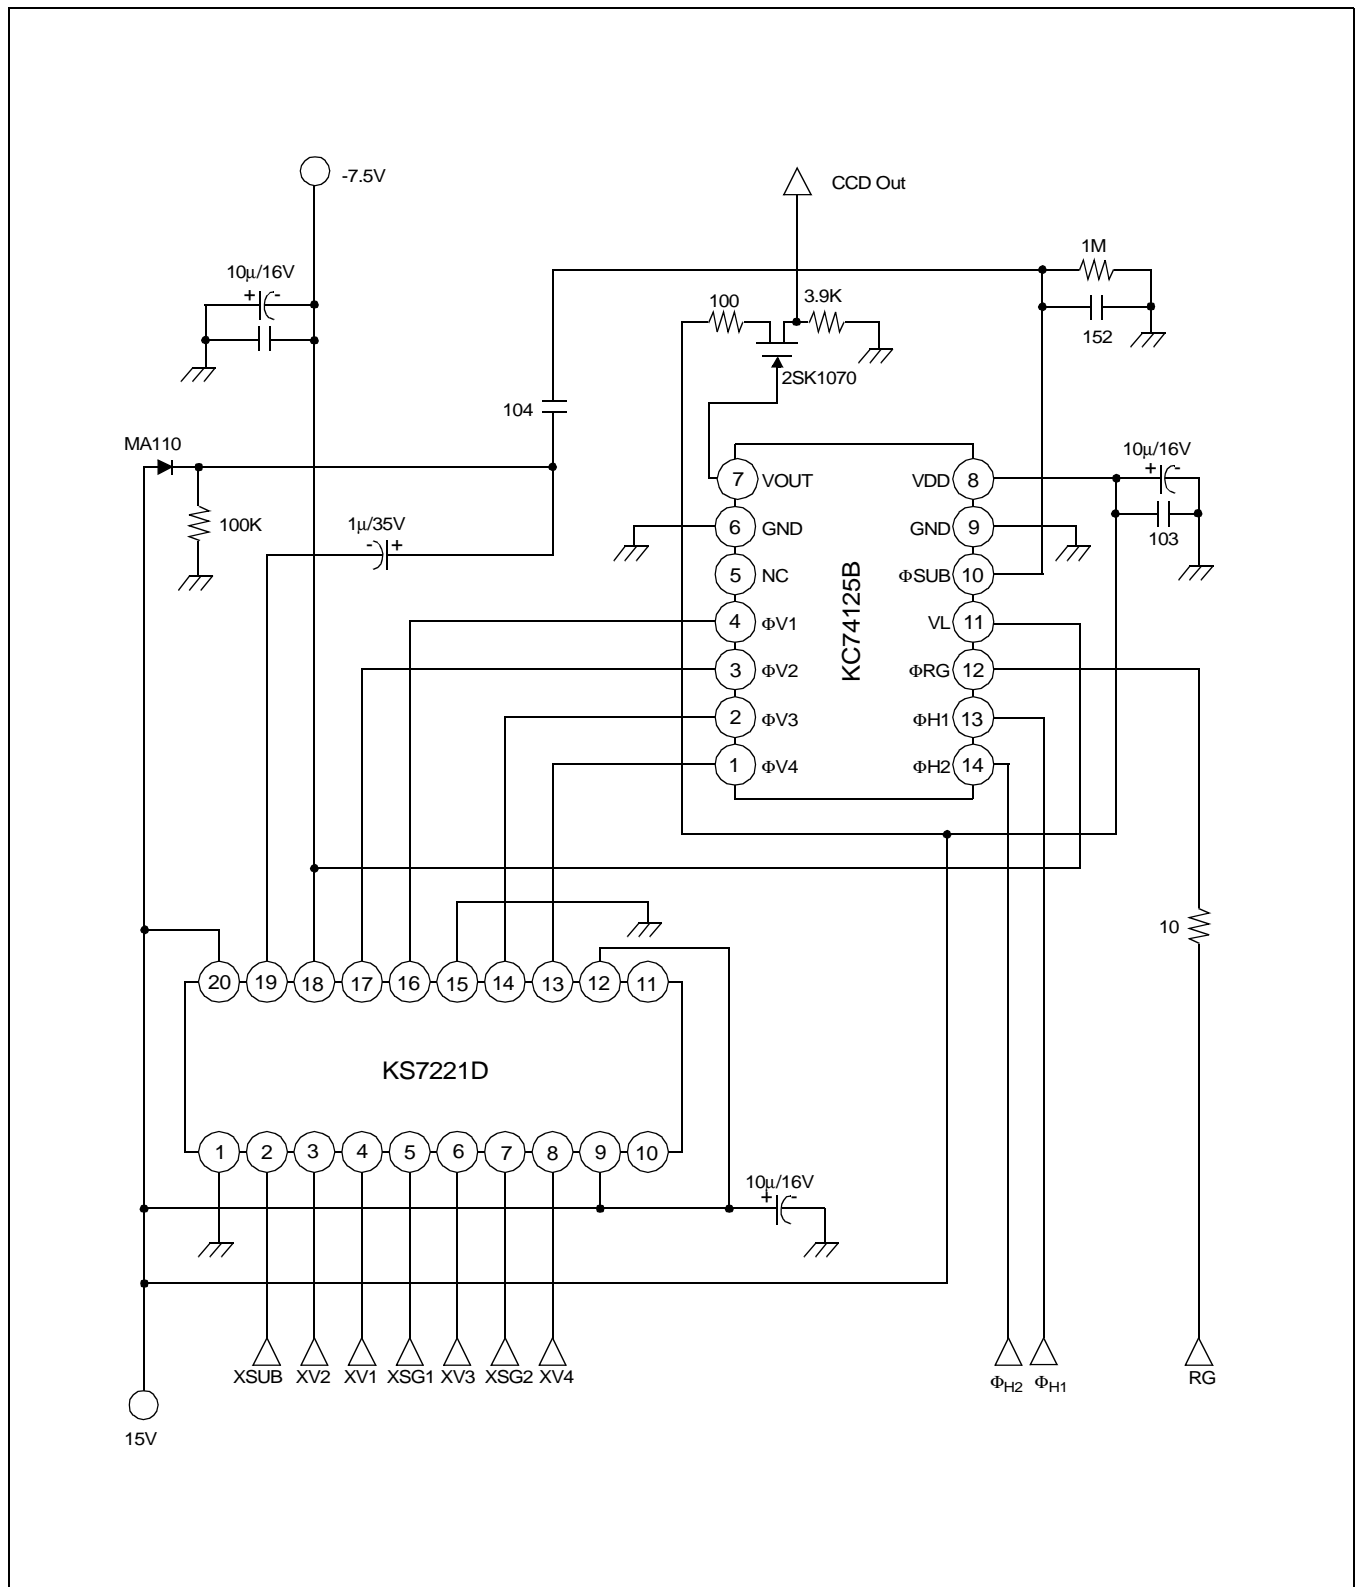 -7.5V
CCD Out
1M
10μ/16V
+ -
100
3.9K
152
2SK1070
104
MA110
10μ/16V
+ -
7 VOUT
VDD 8
100K
1μ/35V
- +
6 GND
GND 9
103
5 NC
ΦSUB 10
KC74125B
4 ΦV1
VL 11
3 ΦV2
ΦRG 12
2 ΦV3
ΦH1 13
1 ΦV4
ΦH2 14
10
20 19 18 17 16 15 14 13 12 11
KS7221D
1 2 3 4 5 6 7 8 9 10
10μ/16V
+ -
XSUB XV2 XV1 XSG1 XV3 XSG2 XV4
ΦH2 ΦH1
RG
15V